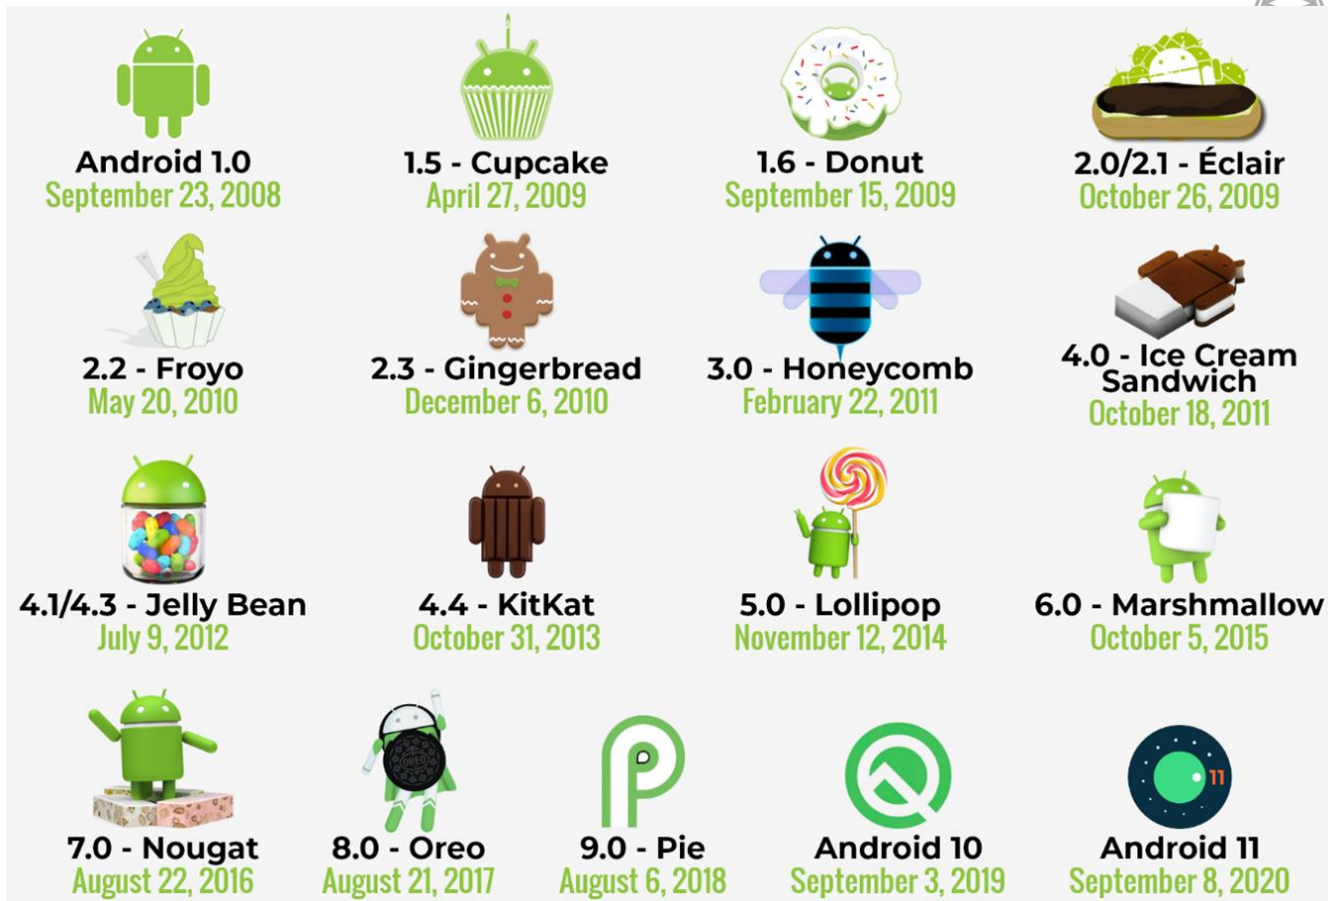 Android 1.0
September 23, 2008
1.5 - Cupcake
April 27, 2009
1.6 - Donut
September 15, 2009
2.0/2.1 - Éclair
October 26, 2009
2.2 - Froyo
May 20, 2010
2.3 - Gingerbread
December 6, 2010
3.0 - Honeycomb
February 22, 2011
4.0 - Ice Cream
Sandwich
October 18, 2011
4.1/4.3 - Jelly Bean
July 9, 2012
4.4 - KitKat
October 31, 2013
5.0 - Lollipop
November 12, 2014
6.0 - Marshmallow
October 5, 2015
7.0 - Nougat
August 22, 2016
OREO
8.0 - Oreo
August 21, 2017
9.0 - Pie
August 6, 2018
Android 10
September 3, 2019
11
Android 11
September 8, 2020